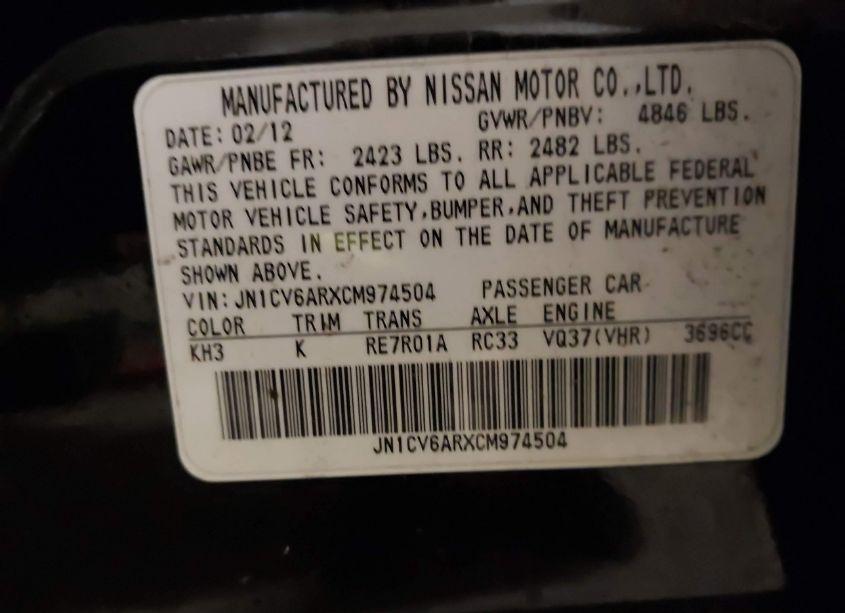 MANUFACTURED BY NISSAN MOTOR CO.,LTD.
DATE: 02/12 GVWR/PNBV: 4846 LBS.
GAWR/PNBE FR: 2423 LBS. RR: 2482 LBS.
THIS VEHICLE CONFORMS TO ALL APPLICABLE FEDERAL
MOTOR VEHICLE SAFETY,BUMPER,AND THEFT PREVENTION
STANDARDS IN EFFECT ON THE DATE OF MANUFACTURE
SHOWN ABOVE.
VIN: JN1CV6ARXCM974504 PASSENGER CAR
COLOR TRIM TRANS AXLE ENGINE
KH3 K RE7R01A RC33 VQ37(VHR) 3696CC
JN1CV6ARXCM974504